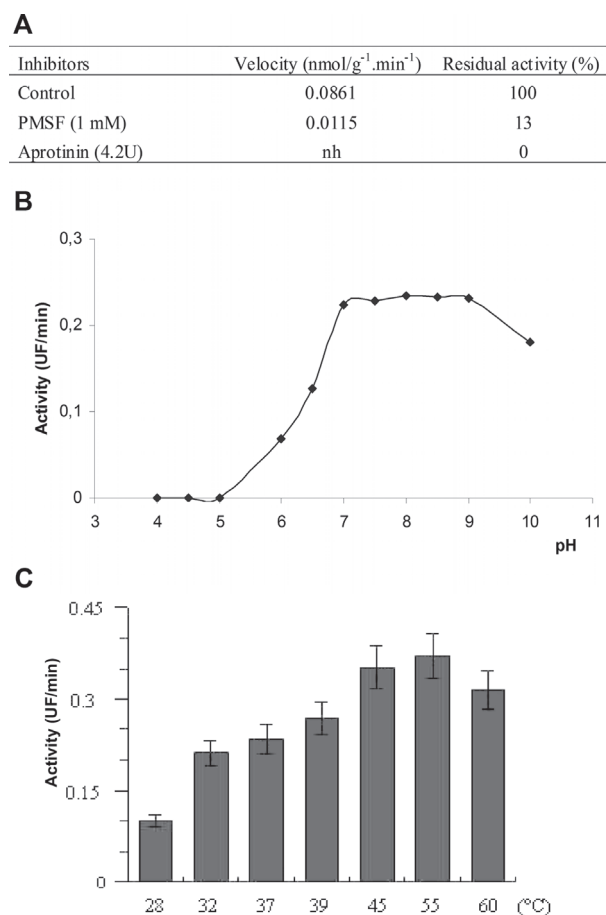 A
Inhibitors Velocity (nmol/g⁻¹.min⁻¹) Residual activity (%)
Control 0.0861 100
PMSF (1 mM) 0.0115 13
Aprotinin (4.2U) nh 0
B
Activity (UF/min)
0,3
0,2
0,1
0
3 4 5 6 7 8 9 10 11
pH
C
Activity (UF/min)
0.45
0.3
0.15
0
28 32 37 39 45 55 60 (°C)